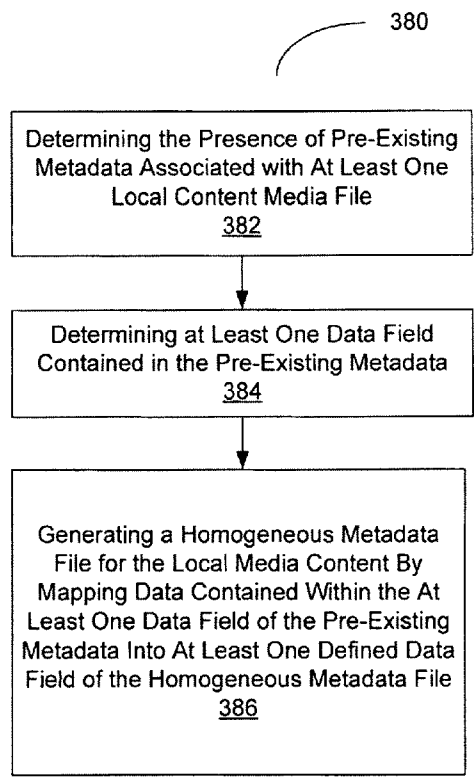 380
Determining the Presence of Pre-Existing
Metadata Associated with At Least One
Local Content Media File
382
Determining at Least One Data Field
Contained in the Pre-Existing Metadata
384
Generating a Homogeneous Metadata
File for the Local Media Content By
Mapping Data Contained Within the At
Least One Data Field of the Pre-Existing
Metadata Into At Least One Defined Data
Field of the Homogeneous Metadata File
386